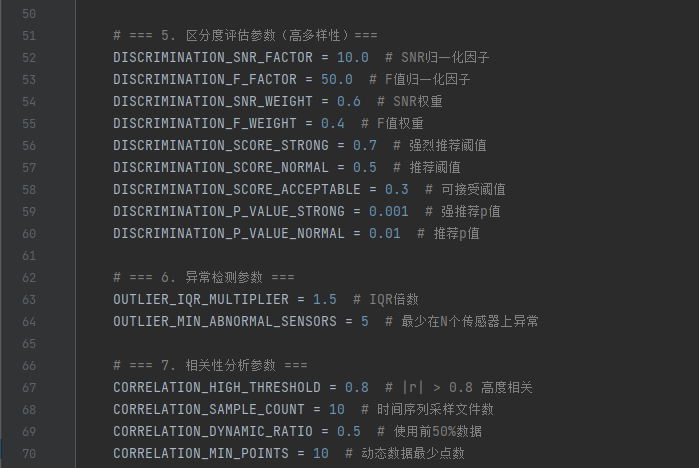 50
51 # === 5. 区分度评估参数（高多样性）===
52 DISCRIMINATION_SNR_FACTOR = 10.0  # SNR归一化因子
53 DISCRIMINATION_F_FACTOR = 50.0  # F值归一化因子
54 DISCRIMINATION_SNR_WEIGHT = 0.6  # SNR权重
55 DISCRIMINATION_F_WEIGHT = 0.4  # F值权重
56 DISCRIMINATION_SCORE_STRONG = 0.7  # 强烈推荐阈值
57 DISCRIMINATION_SCORE_NORMAL = 0.5  # 推荐阈值
58 DISCRIMINATION_SCORE_ACCEPTABLE = 0.3  # 可接受阈值
59 DISCRIMINATION_P_VALUE_STRONG = 0.001  # 强推荐p值
60 DISCRIMINATION_P_VALUE_NORMAL = 0.01  # 推荐p值
61
62 # === 6. 异常检测参数 ===
63 OUTLIER_IQR_MULTIPLIER = 1.5  # IQR倍数
64 OUTLIER_MIN_ABNORMAL_SENSORS = 5  # 最少在N个传感器上异常
65
66 # === 7. 相关性分析参数 ===
67 CORRELATION_HIGH_THRESHOLD = 0.8  # |r| > 0.8 高度相关
68 CORRELATION_SAMPLE_COUNT = 10  # 时间序列采样文件数
69 CORRELATION_DYNAMIC_RATIO = 0.5  # 使用前50%数据
70 CORRELATION_MIN_POINTS = 10  # 动态数据最少点数